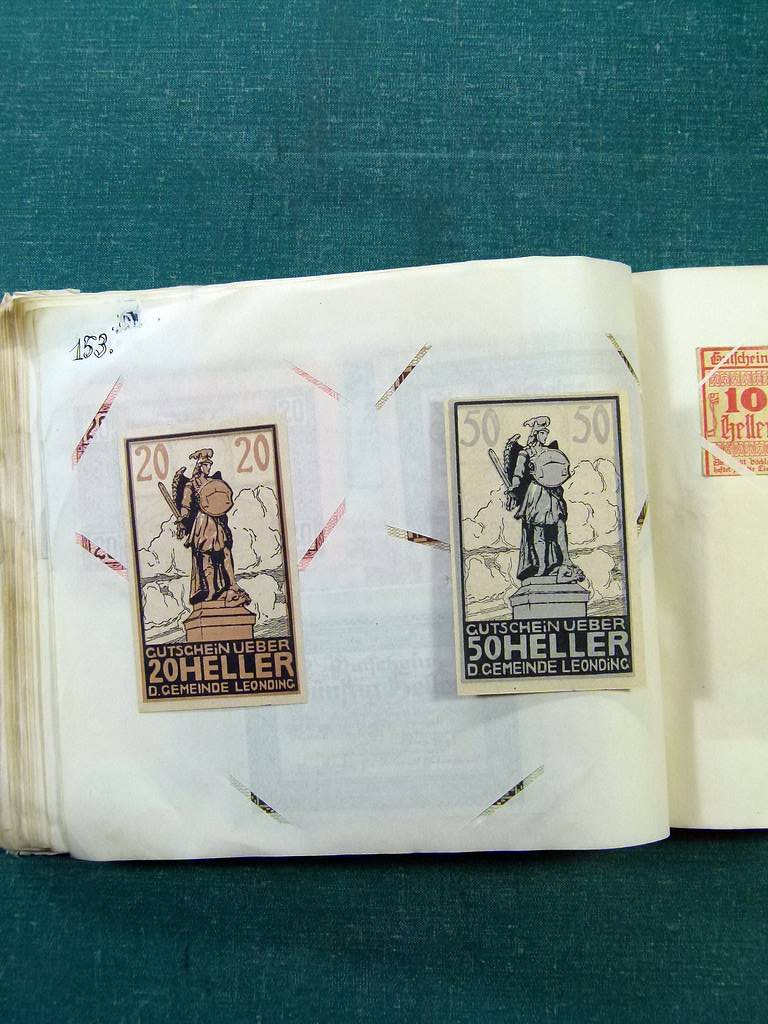 153.
20 20
GUTSCHEIN UEBER
20 HELLER
D. GEMEINDE LEONDING
50 50
GUTSCHEIN UEBER
50 HELLER
D. GEMEINDE LEONDING
Gutschein
10
Heller